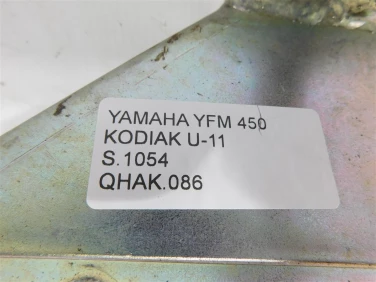 YAMAHA YFM 450
KODIAK U-11
S.1054
QHAK.086